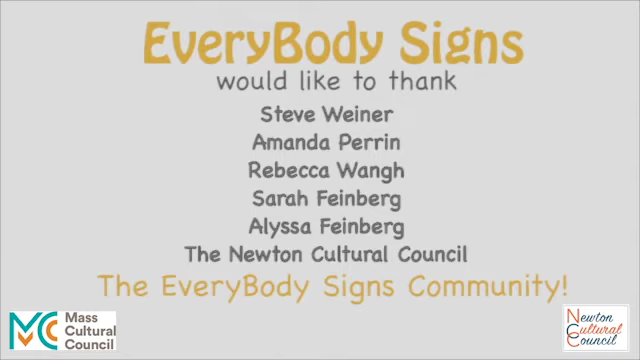 EveryBody Signs
would like to thank
Steve Weiner
Amanda Perrin
Rebecca Wangh
Sarah Feinberg
Alyssa Feinberg
The Newton Cultural Council
The EveryBody Signs Community!
Mass
Cultural
Council
Newton
Cultural
Council